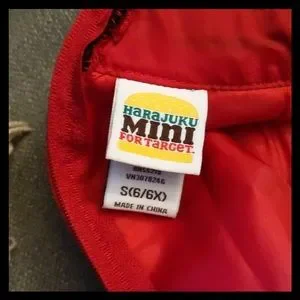 HARAJUKU
MINI
FOR TARGET.
S(6/6X)
MADE IN CHINA